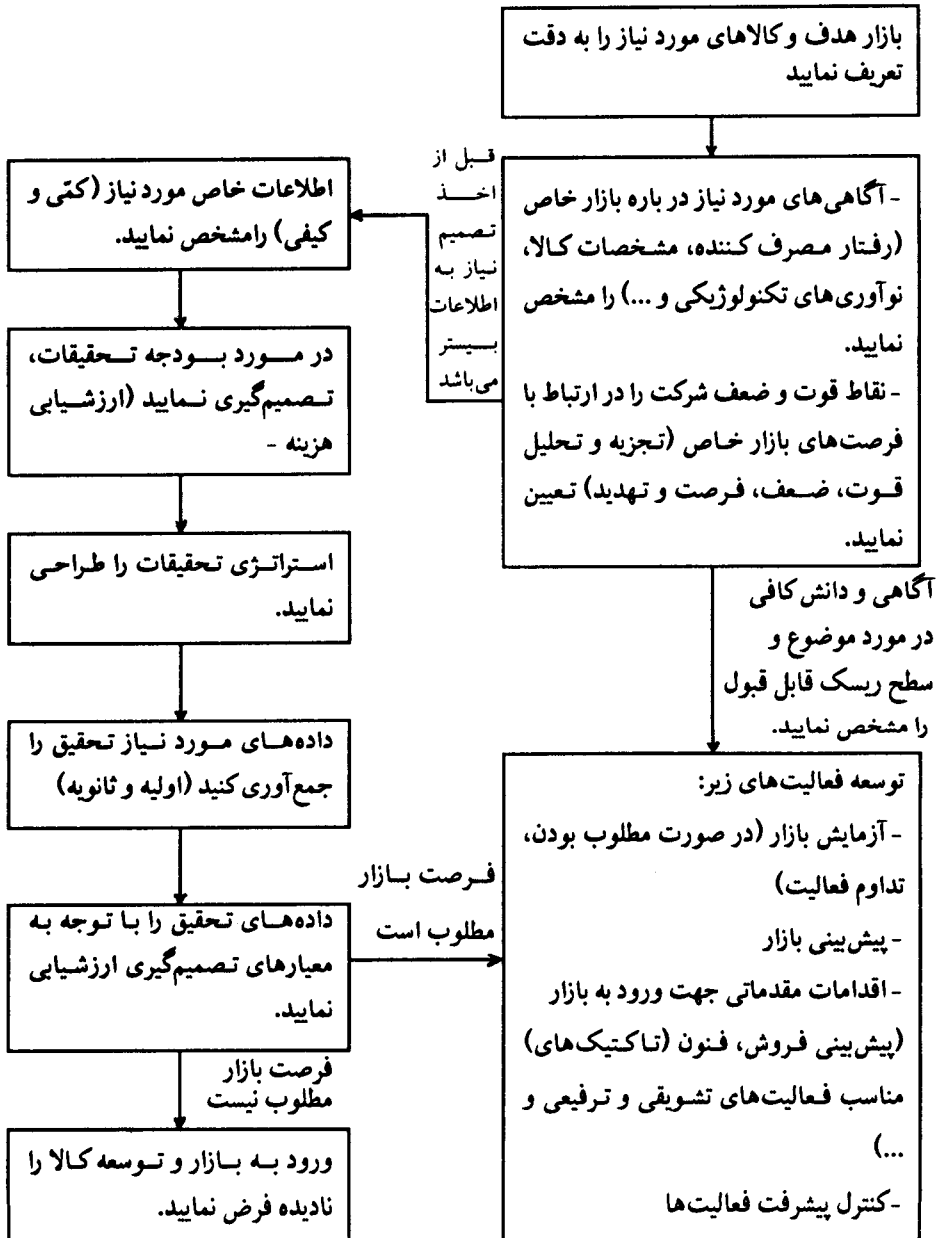 بازار هدف و کالاهای مورد نیاز را به دقت
تعریف نمایید
- آگاهی‌های مورد نیاز در باره بازار خاص
(رفتار مصرف کننده، مشخصات کالا،
نوآوری‌های تکنولوژیکی و ...) را مشخص
نمایید.
- نقاط قوت و ضعف شرکت را در ارتباط با
فرصت‌های بازار خاص (تجزیه و تحلیل
قوت، ضعف، فرصت و تهدید) تعیین
نمایید.
قبل از
اخذ
تصمیم
نیاز به
اطلاعات
بیستر
می‌باشد
اطلاعات خاص مورد نیاز (کمّی و
کیفی) رامشخص نمایید.
در مورد بودجه تحقیقات،
تصمیم‌گیری نمایید (ارزشیابی
هزینه -
استراتژی تحقیقات را طراحی
نمایید.
داده‌های مورد نیاز تحقیق را
جمع‌آوری کنید (اولیه و ثانویه)
داده‌های تحقیق را با توجه به
معیارهای تصمیم‌گیری ارزشیابی
نمایید.
فرصت بازار
مطلوب نیست
ورود به بازار و توسعه کالا را
نادیده فرض نمایید.
فرصت بازار
مطلوب است
آگاهی و دانش کافی
در مورد موضوع و
سطح ریسک قابل قبول
را مشخص نمایید.
توسعه فعالیت‌های زیر:
- آزمایش بازار (در صورت مطلوب بودن،
تداوم فعالیت)
- پیش‌بینی بازار
- اقدامات مقدماتی جهت ورود به بازار
(پیش‌بینی فروش، فنون (تاکتیک‌های)
مناسب فعالیت‌های تشویقی و ترفیعی و
...)
- کنترل پیشرفت فعالیت‌ها